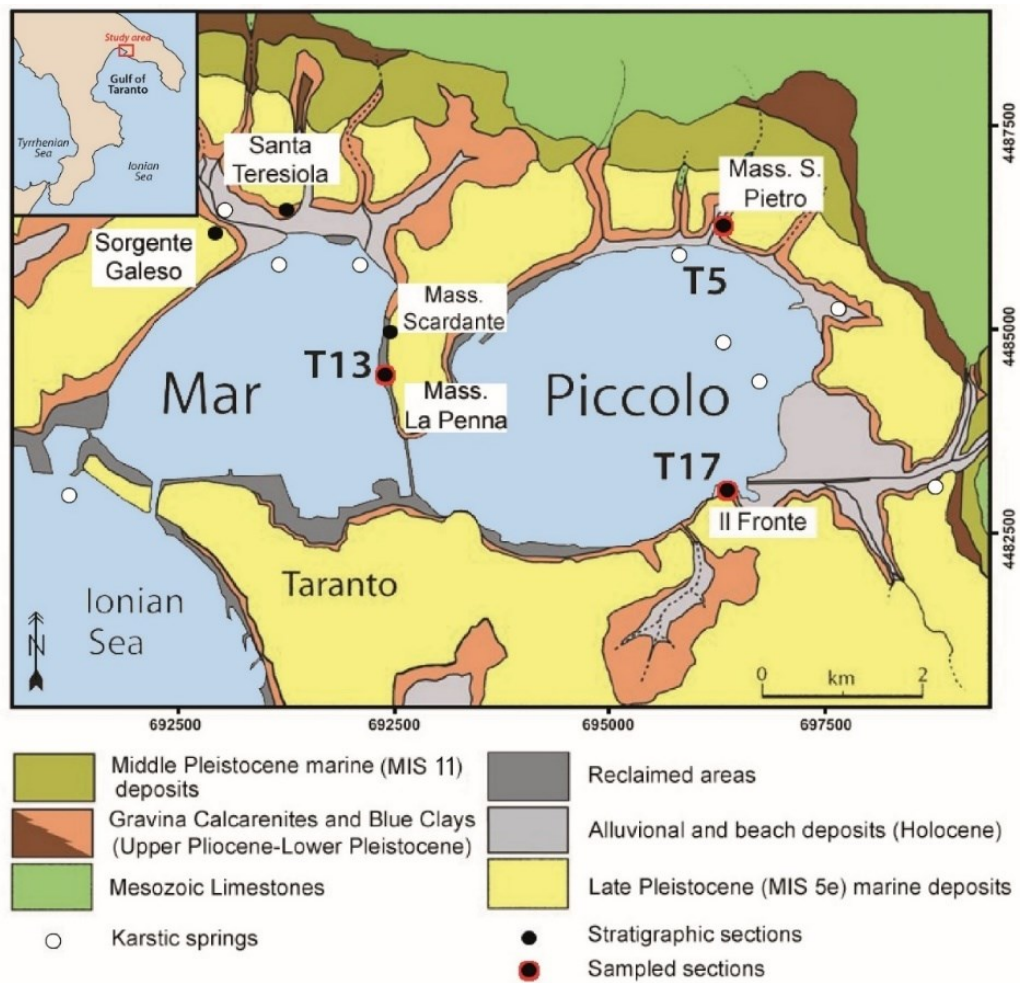 Study area
Gulf of
Taranto
Tyrrhenian
Sea
Ionian
Sea
Santa
Teresiola
Mass. S.
Pietro
Sorgente
Galeso
T5
Mass.
Scardante
T13
Mar
Piccolo
Mass.
La Penna
T17
Il Fronte
Taranto
Ionian
Sea
N
0 km 2
4487500
4485000
4482500
692500 692500 695000 697500
Middle Pleistocene marine (MIS 11)
deposits
Gravina Calcarenites and Blue Clays
(Upper Pliocene-Lower Pleistocene)
Mesozoic Limestones
Karstic springs
Reclaimed areas
Alluvional and beach deposits (Holocene)
Late Pleistocene (MIS 5e) marine deposits
Stratigraphic sections
Sampled sections